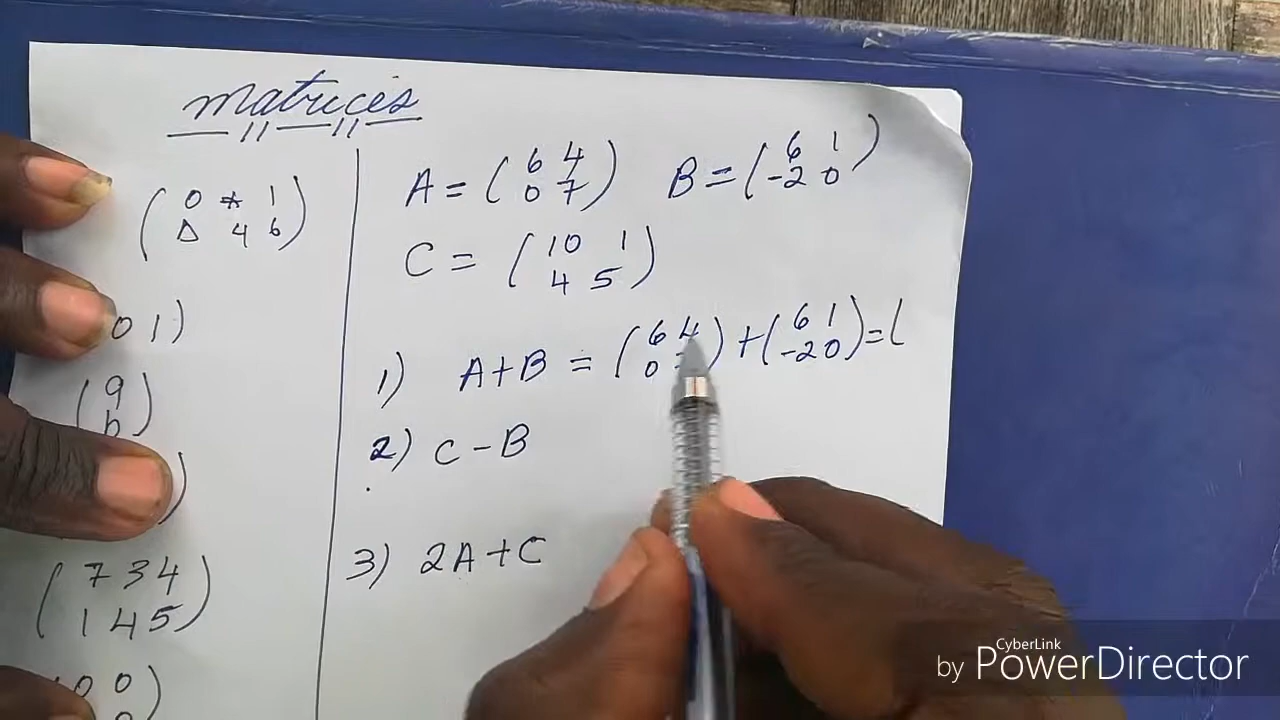 matrices
( 0 * 1
Δ 4 6 )
0 1 )
( 9
b )
)
( 7 3 4
1 4 5 )
0 0 )
A = ( 6 4
0 7 ) B = ( 6 1
-2 0 )
C = ( 10 1
4 5 )
1) A+B = ( 6 4
0 ) + ( 6 1
-2 0 ) = (
2) C - B
3) 2A + C
CyberLink
by PowerDirector